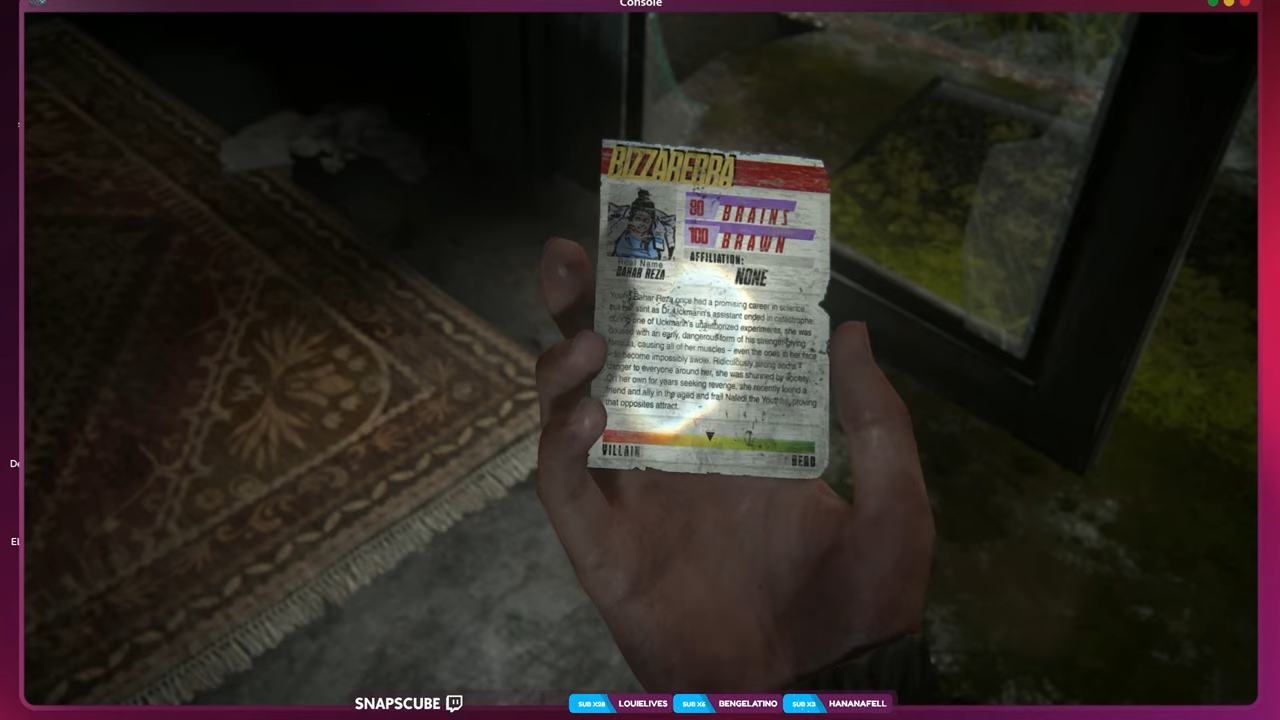 Console
BIZZAREBRA
80 BRAINS
100 BRAWN
AFFILIATION:
NONE
Real Name
BAHAR REZA
Young Bahar Reza once had a promising career in science,
but her stint as Dr. Uckmann's assistant ended in catastrophe:
during one of Uckmann's unauthorized experiments, she was
doused with an early, dangerous form of his strength-giving
formula, causing all of her muscles – even the ones in her face
– to become impossibly swole. Ridiculously strong and a
danger to everyone around her, she was shunned by society.
On her own for years seeking revenge, she recently found a
friend and ally in the aged and frail Naledi the Youthful, proving
that opposites attract.
VILLAIN
HERO
SNAPSCUBE
SUB X28 LOUIELIVES SUB X6 BENGELATINO SUB X3 HANANAFELL